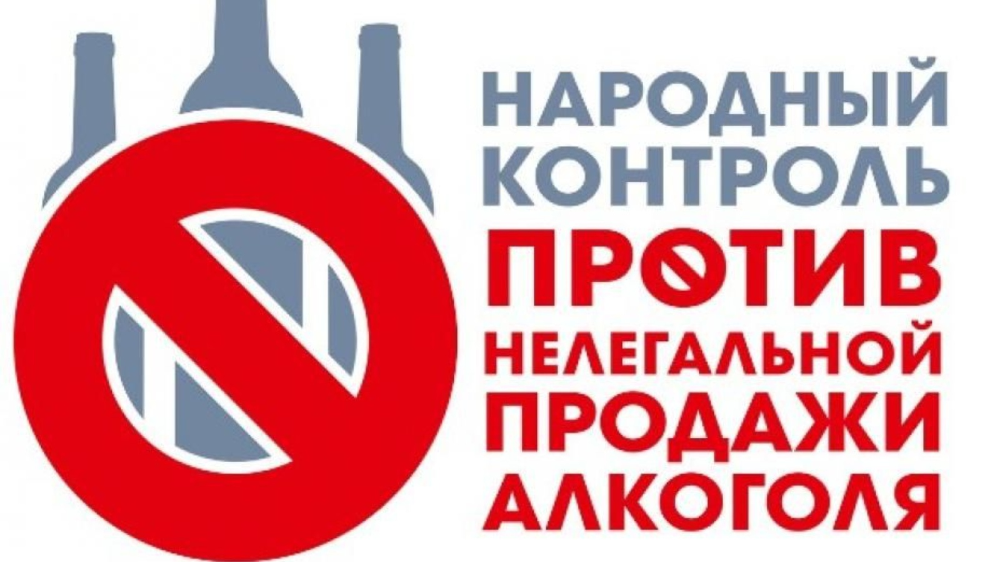 НАРОДНЫЙ
КОНТРОЛЬ
ПРОТИВ
НЕЛЕГАЛЬНОЙ
ПРОДАЖИ
АЛКОГОЛЯ